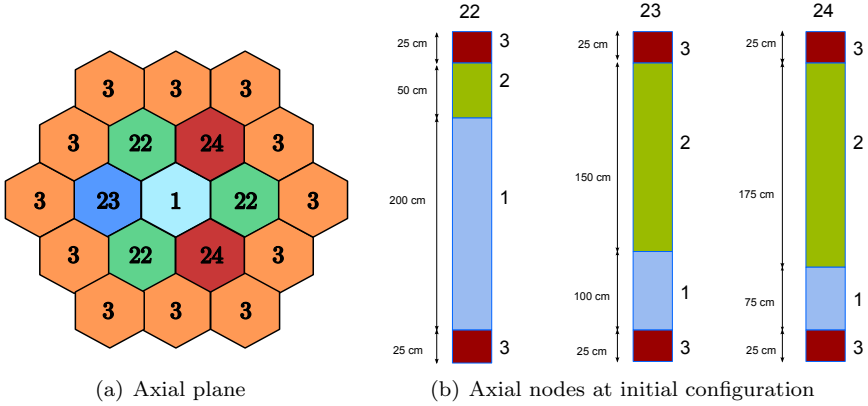 3 3 3
3 22 24 3
3 23 1 22 3
3 22 24 3
3 3 3
(a) Axial plane
22
25 cm
3
50 cm
2
200 cm
1
25 cm
3
23
25 cm
3
150 cm
2
100 cm
1
25 cm
3
24
25 cm
3
175 cm
2
75 cm
1
25 cm
3
(b) Axial nodes at initial configuration